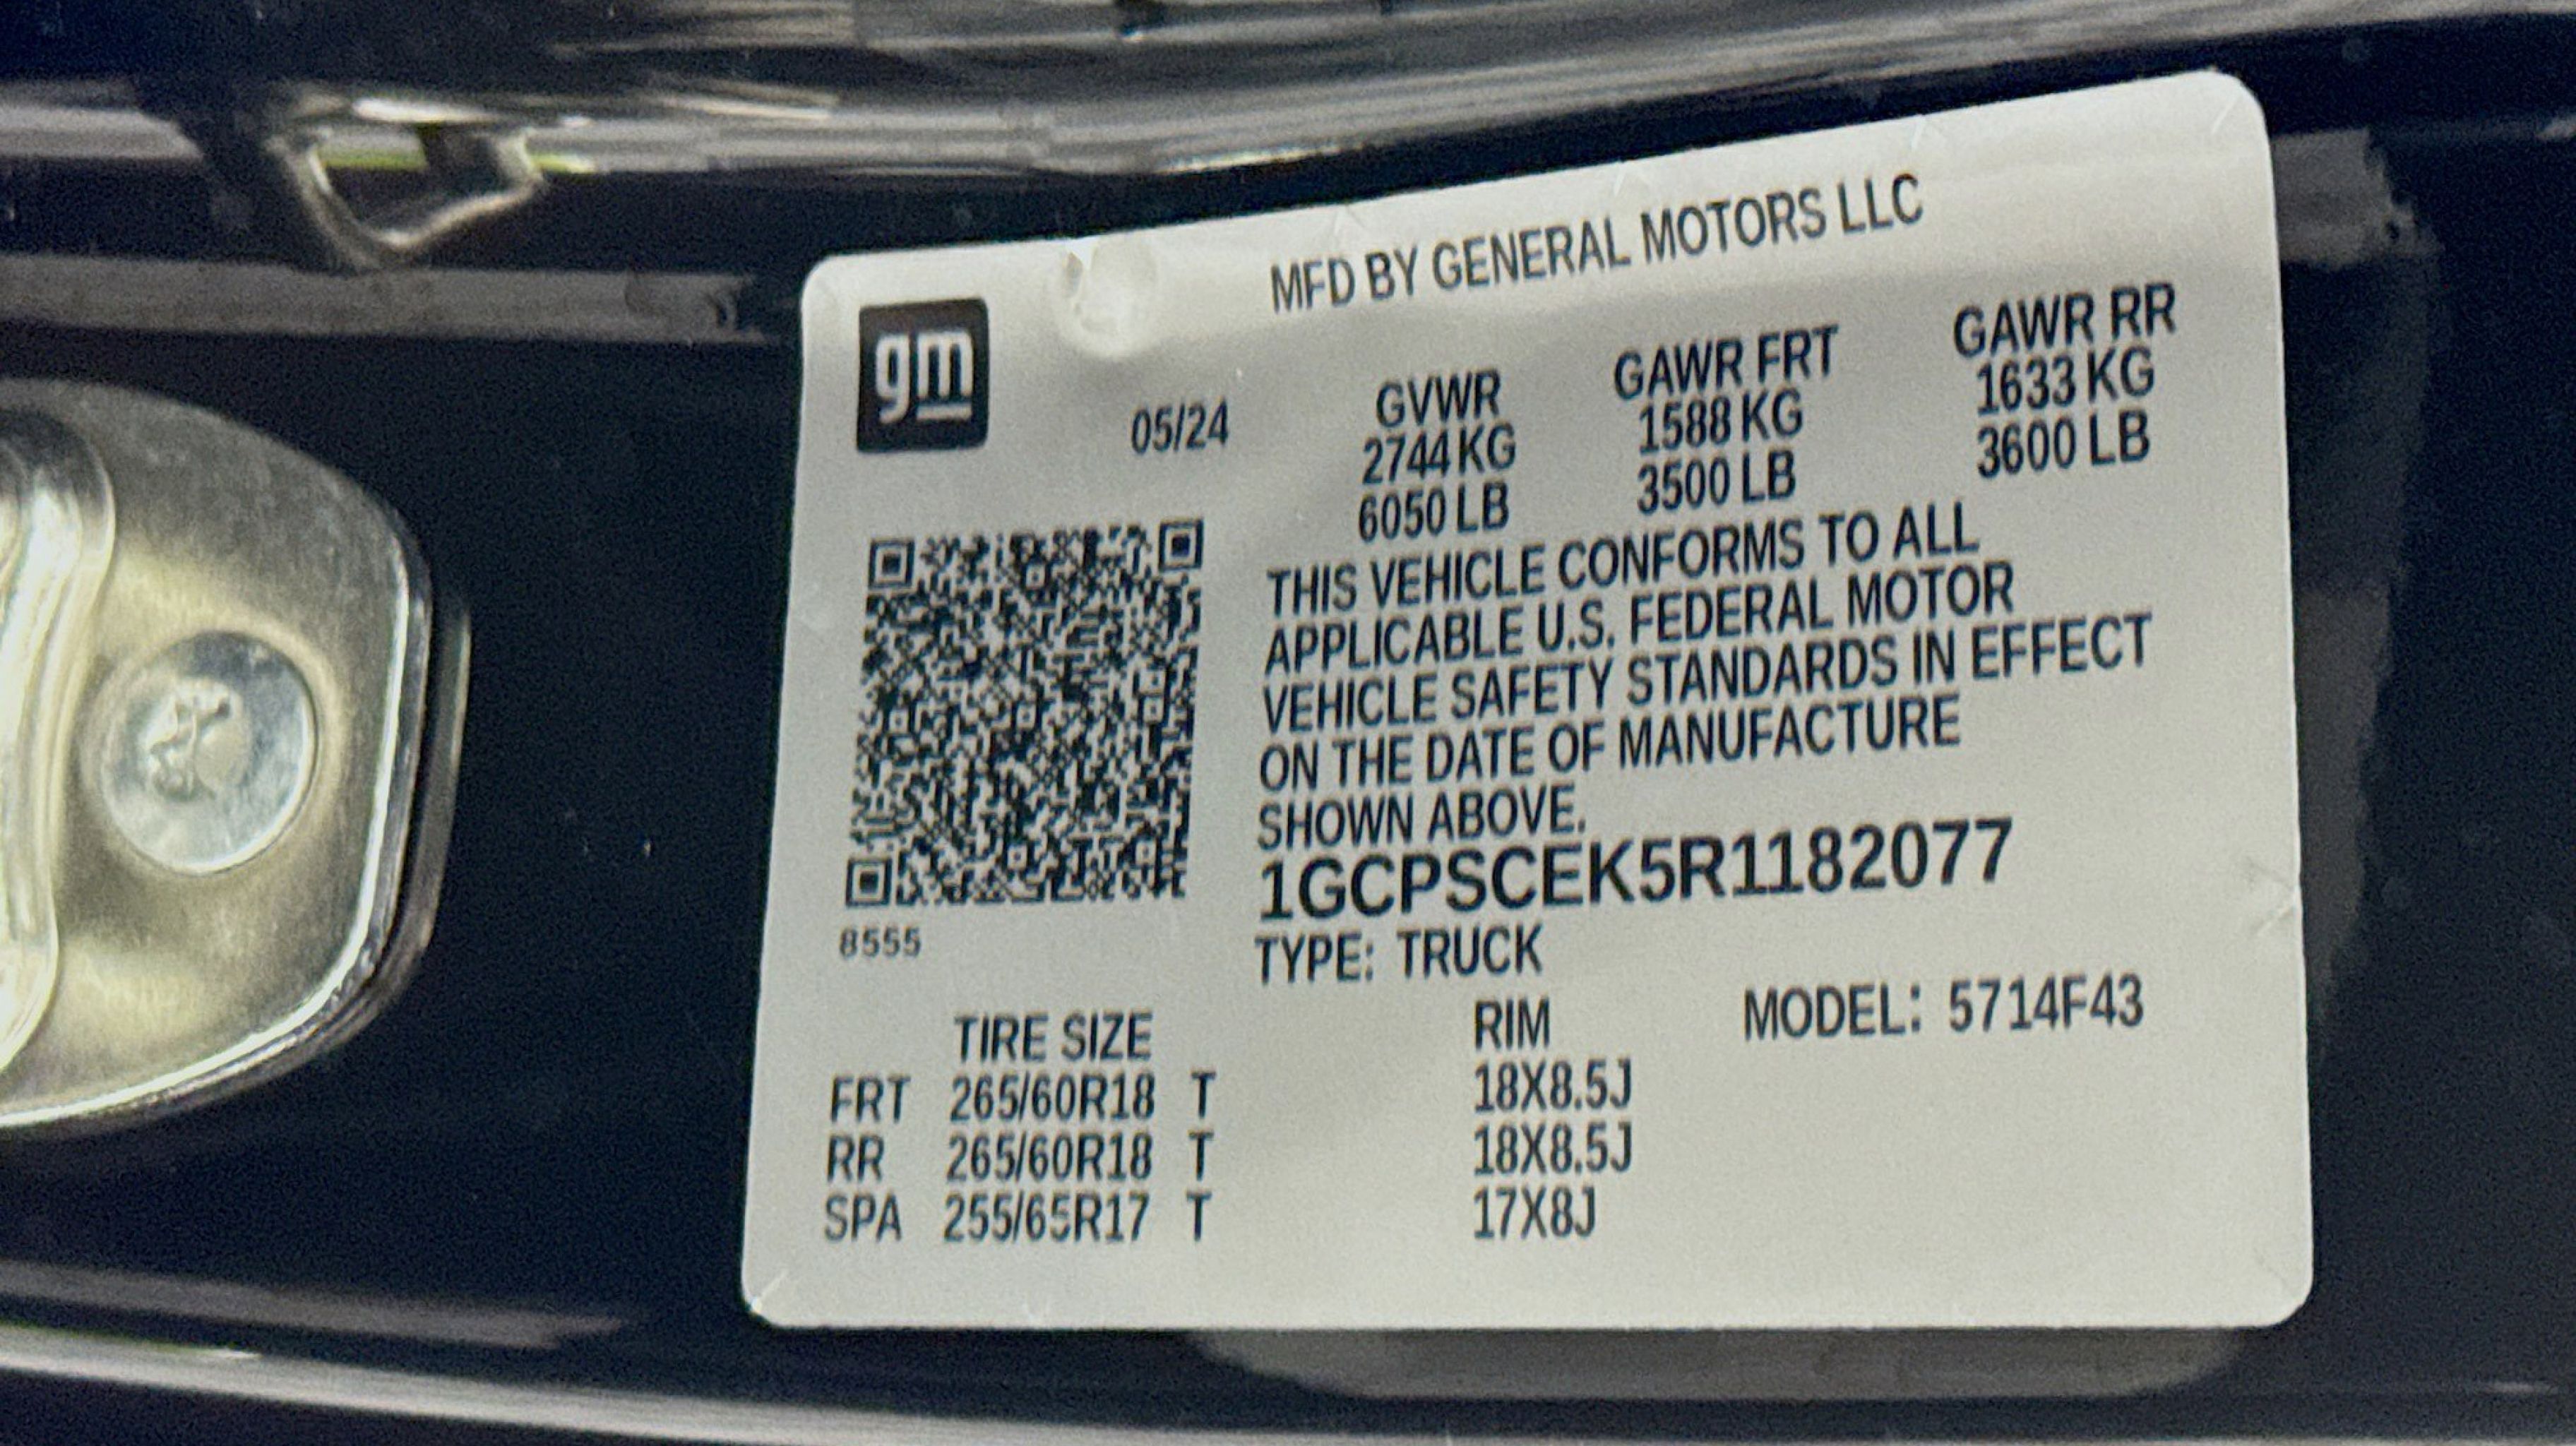 MFD BY GENERAL MOTORS LLC
gm
05/24
GVWR GAWR FRT GAWR RR
2744 KG 1588 KG 1633 KG
6050 LB 3500 LB 3600 LB
THIS VEHICLE CONFORMS TO ALL
APPLICABLE U.S. FEDERAL MOTOR
VEHICLE SAFETY STANDARDS IN EFFECT
ON THE DATE OF MANUFACTURE
SHOWN ABOVE.
1GCPSCEK5R1182077
8555
TYPE: TRUCK
TIRE SIZE RIM MODEL: 5714F43
FRT 265/60R18 T 18X8.5J
RR 265/60R18 T 18X8.5J
SPA 255/65R17 T 17X8J